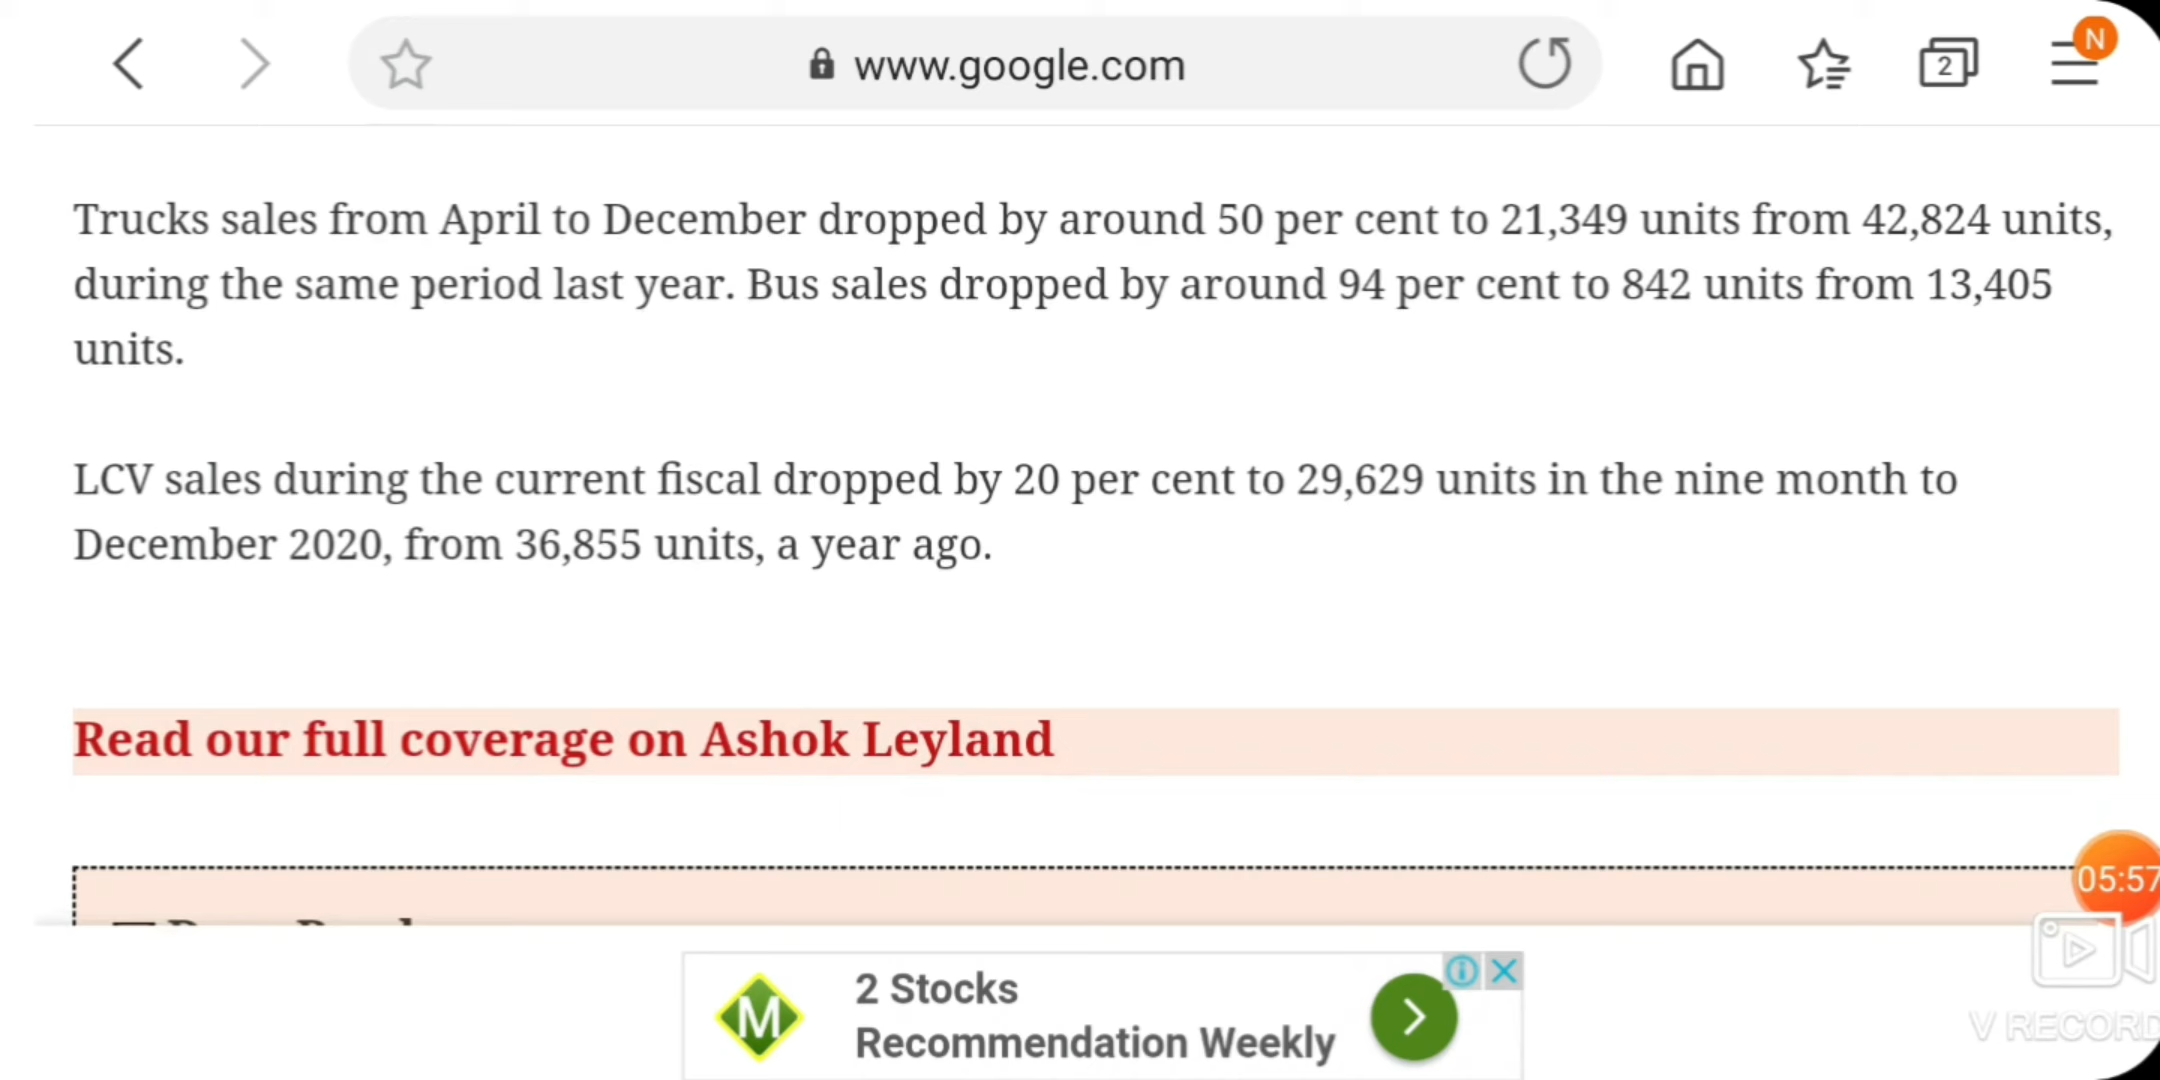 www.google.com
2
N
Trucks sales from April to December dropped by around 50 per cent to 21,349 units from 42,824 units,
during the same period last year. Bus sales dropped by around 94 per cent to 842 units from 13,405
units.
LCV sales during the current fiscal dropped by 20 per cent to 29,629 units in the nine month to
December 2020, from 36,855 units, a year ago.
Read our full coverage on Ashok Leyland
05:57
M
2 Stocks
Recommendation Weekly
V RECORD